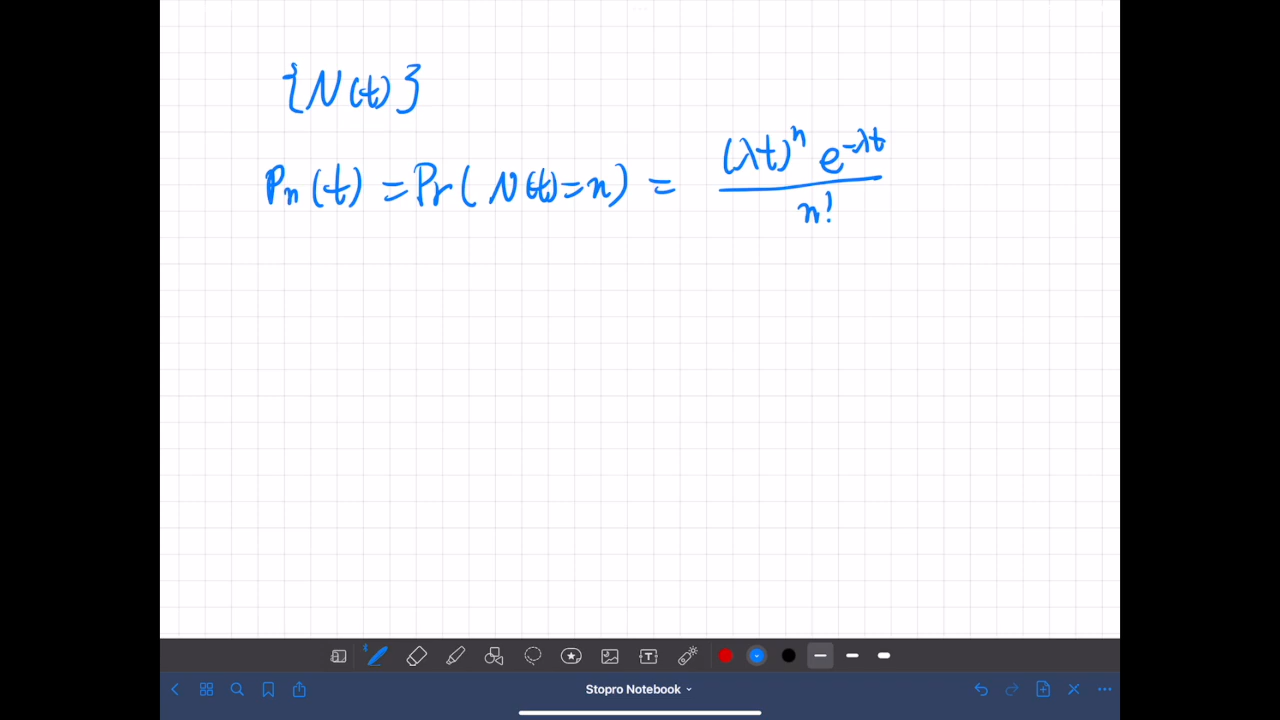 {N(t)}
Pn(t) = Pr(N(t)=n) = (λt)^n e^-λt / n!
Stopro Notebook